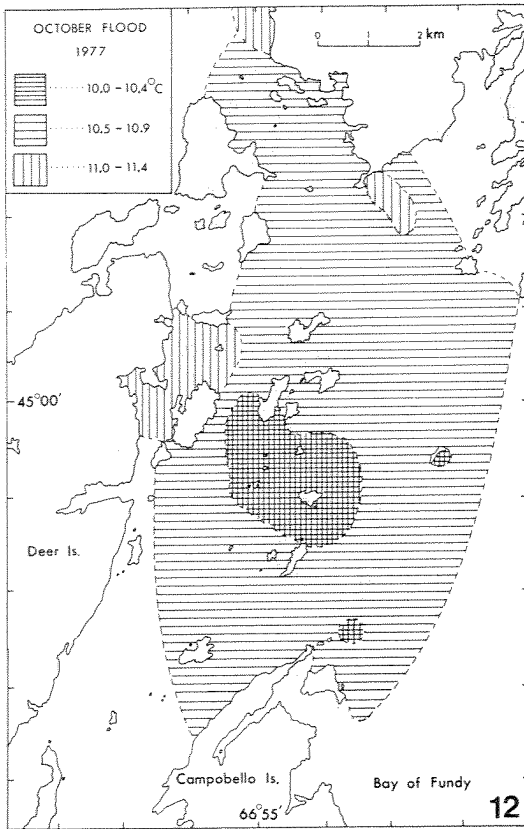 OCTOBER FLOOD
1977
10.0 - 10.4°C
10.5 - 10.9
11.0 - 11.4
0 2 km
45°00'
Deer Is.
Campobello Is.
Bay of Fundy
66°55'
12